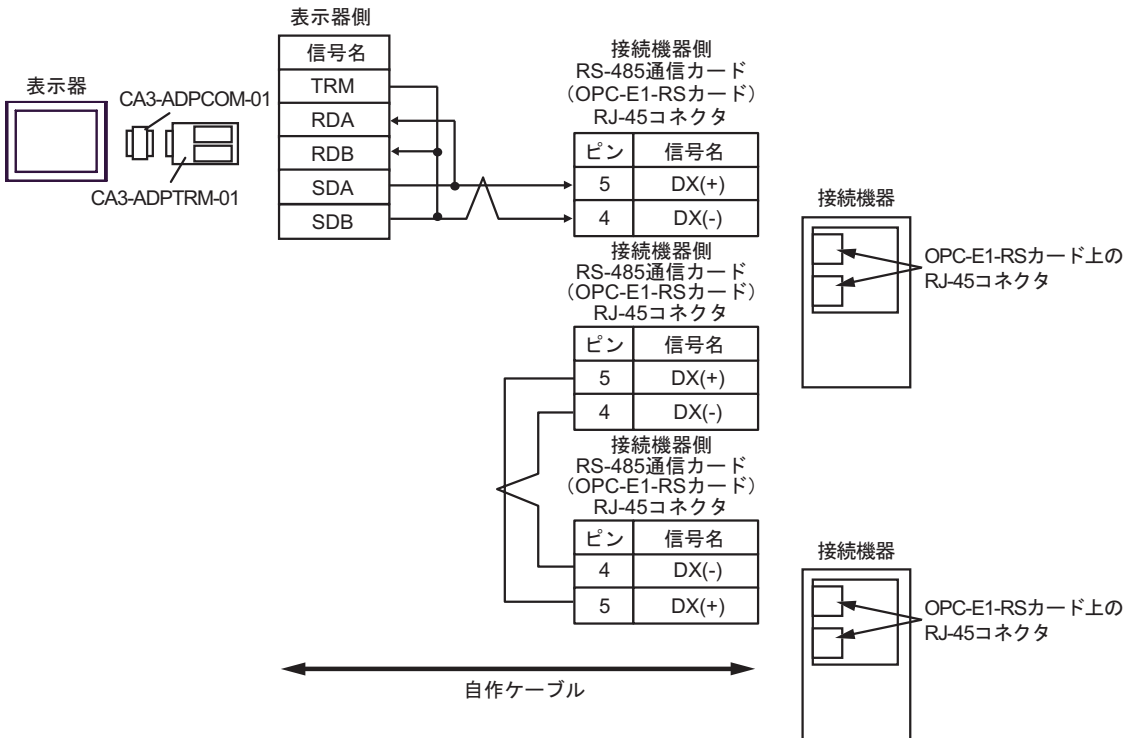 表示器側
信号名
TRM
RDA
RDB
SDA
SDB
表示器
CA3-ADPCOM-01
CA3-ADPTRM-01
接続機器側
RS-485通信カード
（OPC-E1-RSカード）
RJ-45コネクタ
ピン 信号名
5 DX(+)
4 DX(-)
接続機器側
RS-485通信カード
（OPC-E1-RSカード）
RJ-45コネクタ
ピン 信号名
5 DX(+)
4 DX(-)
接続機器側
RS-485通信カード
（OPC-E1-RSカード）
RJ-45コネクタ
ピン 信号名
4 DX(-)
5 DX(+)
接続機器
OPC-E1-RSカード上の
RJ-45コネクタ
接続機器
OPC-E1-RSカード上の
RJ-45コネクタ
自作ケーブル